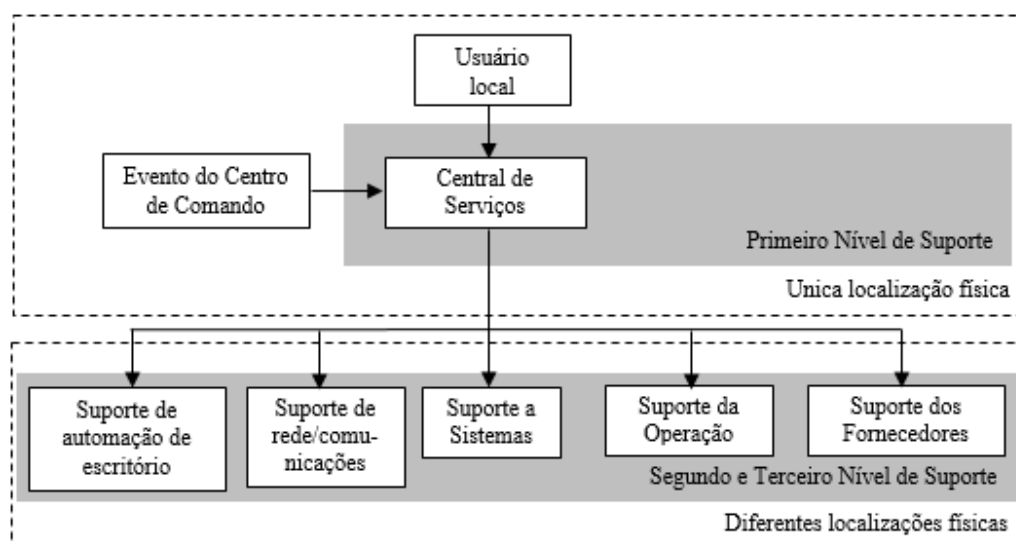 Usuário
local
Evento do Centro
de Comando
Central de
Serviços
Primeiro Nível de Suporte
Unica localização física
Suporte de
automação de
escritório
Suporte de
rede/comu-
nicações
Suporte a
Sistemas
Suporte da
Operação
Suporte dos
Fornecedores
Segundo e Terceiro Nível de Suporte
Diferentes localizações físicas